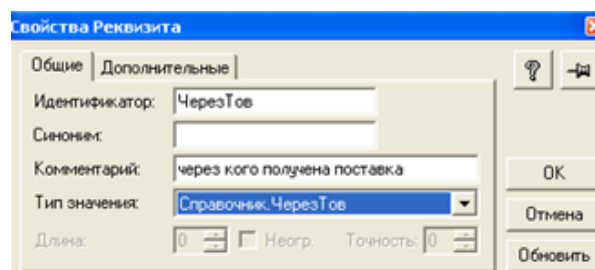 Свойства Реквизита
Общие Дополнительные
Идентификатор: ЧерезТов
Синоним:
Комментарий: через кого получена поставка
Тип значения: Справочник.ЧерезТов
Длина: 0 Неогр. Точность: 0
?
OK
Отмена
Обновить